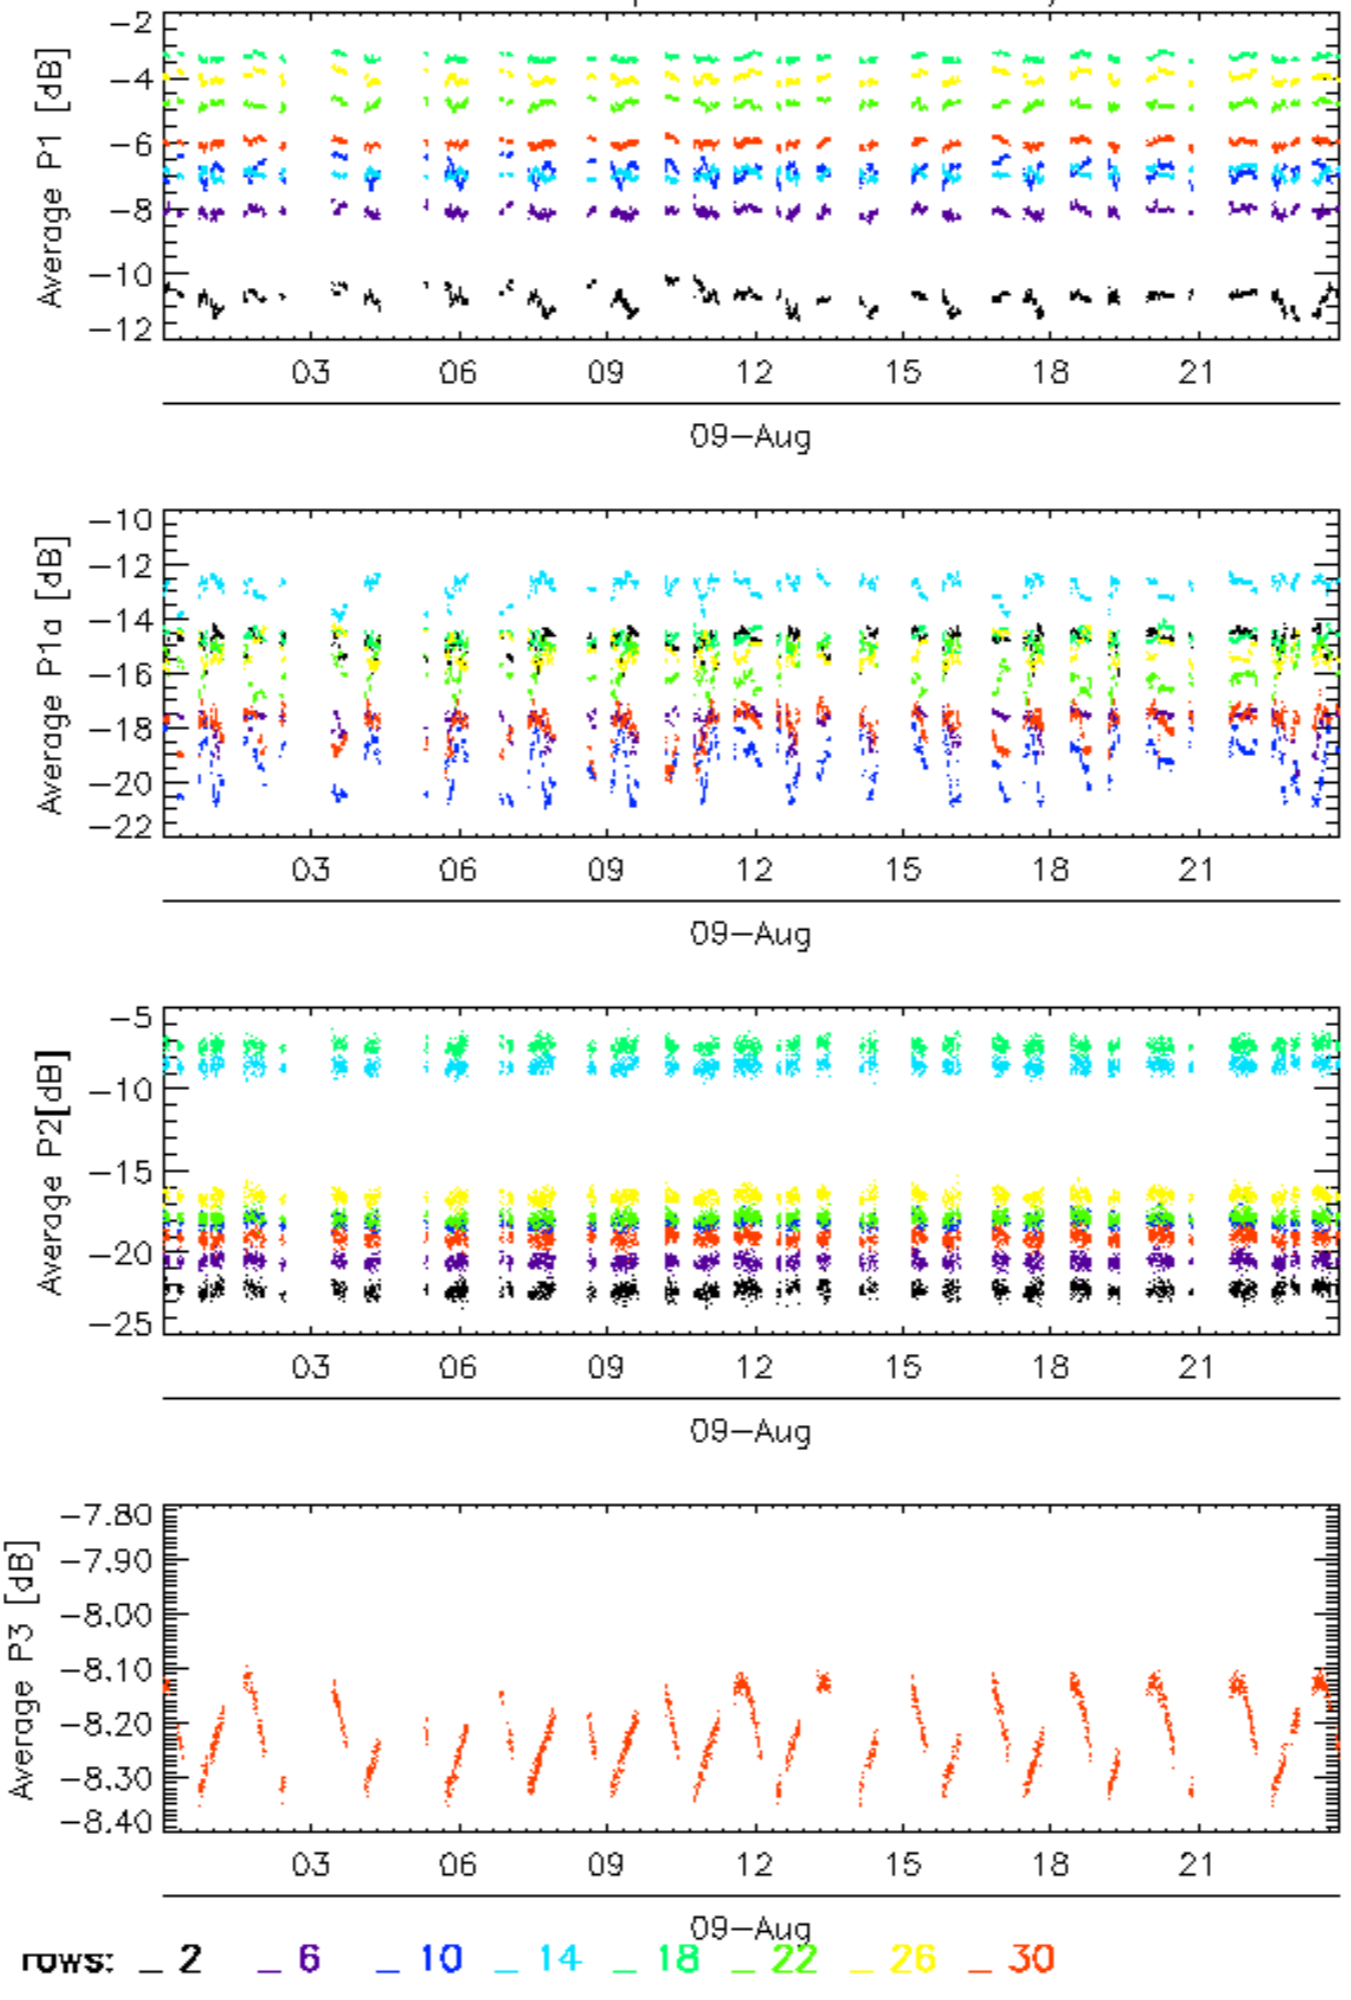 Average P1 [dB]
−2
−4
−6
−8
−10
−12
03 06 09 12 15 18 21
09−Aug
Average P1a [dB]
−10
−12
−14
−16
−18
−20
−22
03 06 09 12 15 18 21
09−Aug
Average P2[dB]
−5
−10
−15
−20
−25
03 06 09 12 15 18 21
09−Aug
Average P3 [dB]
−7.80
−7.90
−8.00
−8.10
−8.20
−8.30
−8.40
03 06 09 12 15 18 21
09−Aug
rows: _ 2 _ 6 _ 10 _ 14 _ 18 _ 22 _ 26 _ 30